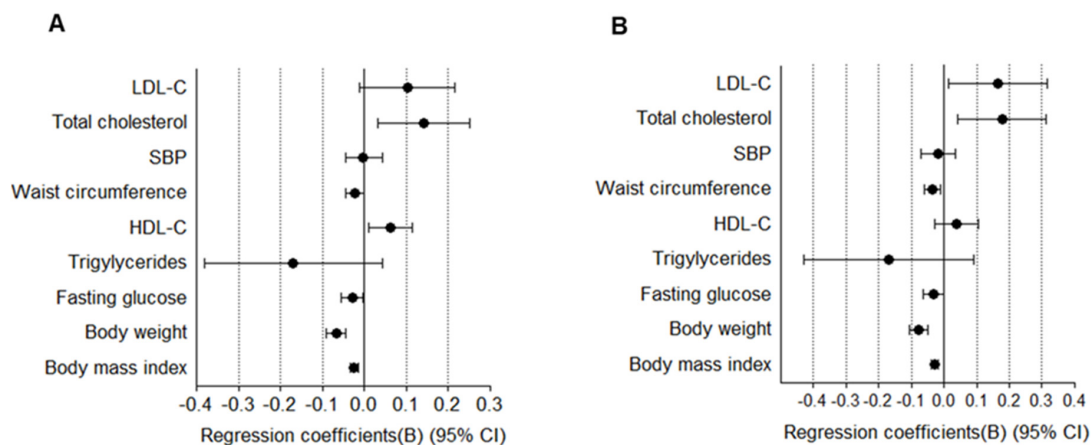 A
LDL-C
Total cholesterol
SBP
Waist circumference
HDL-C
Trigylycerides
Fasting glucose
Body weight
Body mass index
-0.4 -0.3 -0.2 -0.1 0.0 0.1 0.2 0.3
Regression coefficients(B) (95% CI)
B
LDL-C
Total cholesterol
SBP
Waist circumference
HDL-C
Trigylycerides
Fasting glucose
Body weight
Body mass index
-0.4 -0.3 -0.2 -0.1 0.0 0.1 0.2 0.3 0.4
Regression coefficients(B) (95% CI)